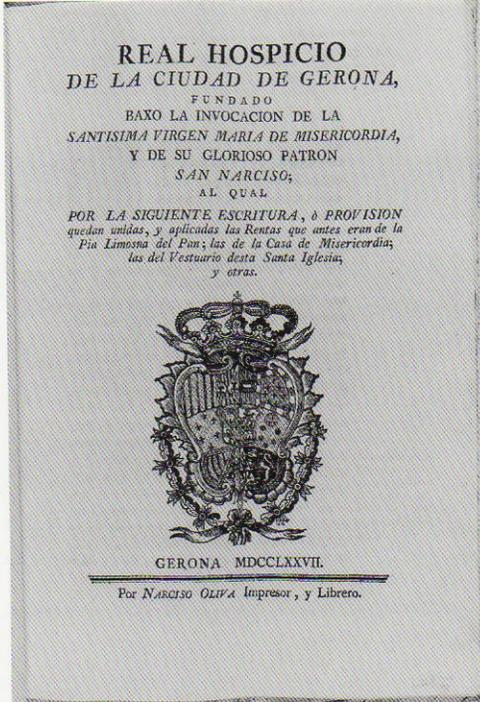 REAL HOSPICIO
DE LA CIUDAD DE GERONA,
FUNDADO
BAXO LA INVOCACION DE LA
SANTISIMA VIRGEN MARIA DE MISERICORDIA,
Y DE SU GLORIOSO PATRON
SAN NARCISO;
AL QUAL
POR LA SIGUIENTE ESCRITURA, ò PROVISION
quedan unidas, y aplicadas las Rentas que antes eran de la
Pia Limosna del Pan; las de la Casa de Misericordia;
las del Vestuario desta Santa Iglesia;
y otras.
GERONA MDCCLXXVII.
Por NARCISO OLIVA Impresor, y Librero.